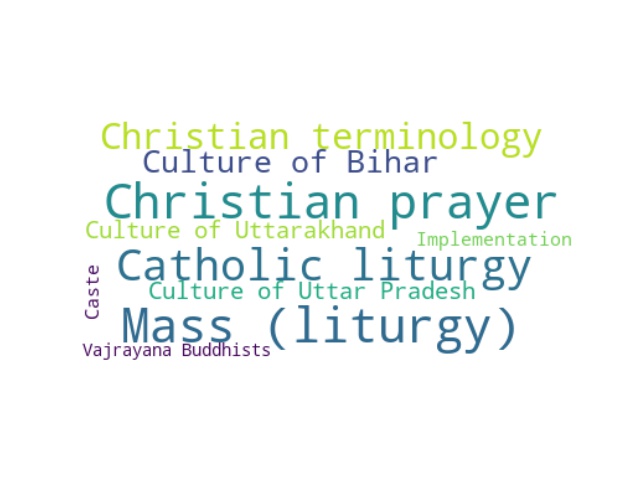 Christian terminology
Culture of Bihar
Christian prayer
Culture of Uttarakhand
Implementation
Catholic liturgy
Caste
Culture of Uttar Pradesh
Mass (liturgy)
Vajrayana Buddhists